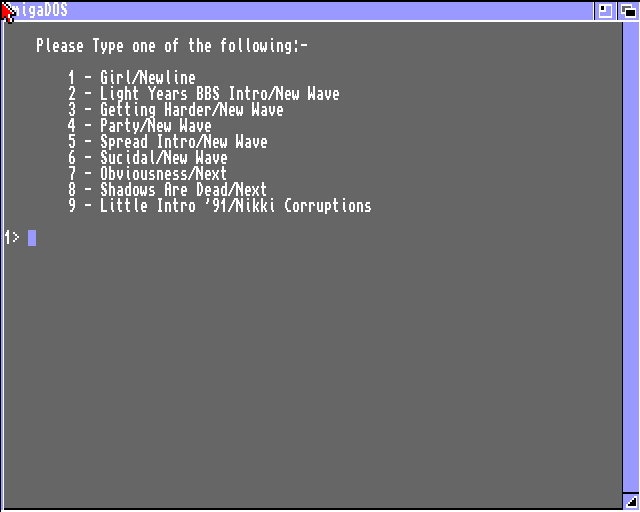 AmigaDOS
Please Type one of the following:-
1 - Girl/Newline
2 - Light Years BBS Intro/New Wave
3 - Getting Harder/New Wave
4 - Party/New Wave
5 - Spread Intro/New Wave
6 - Sucidal/New Wave
7 - Obviousness/Next
8 - Shadows Are Dead/Next
9 - Little Intro '91/Nikki Corruptions
1>